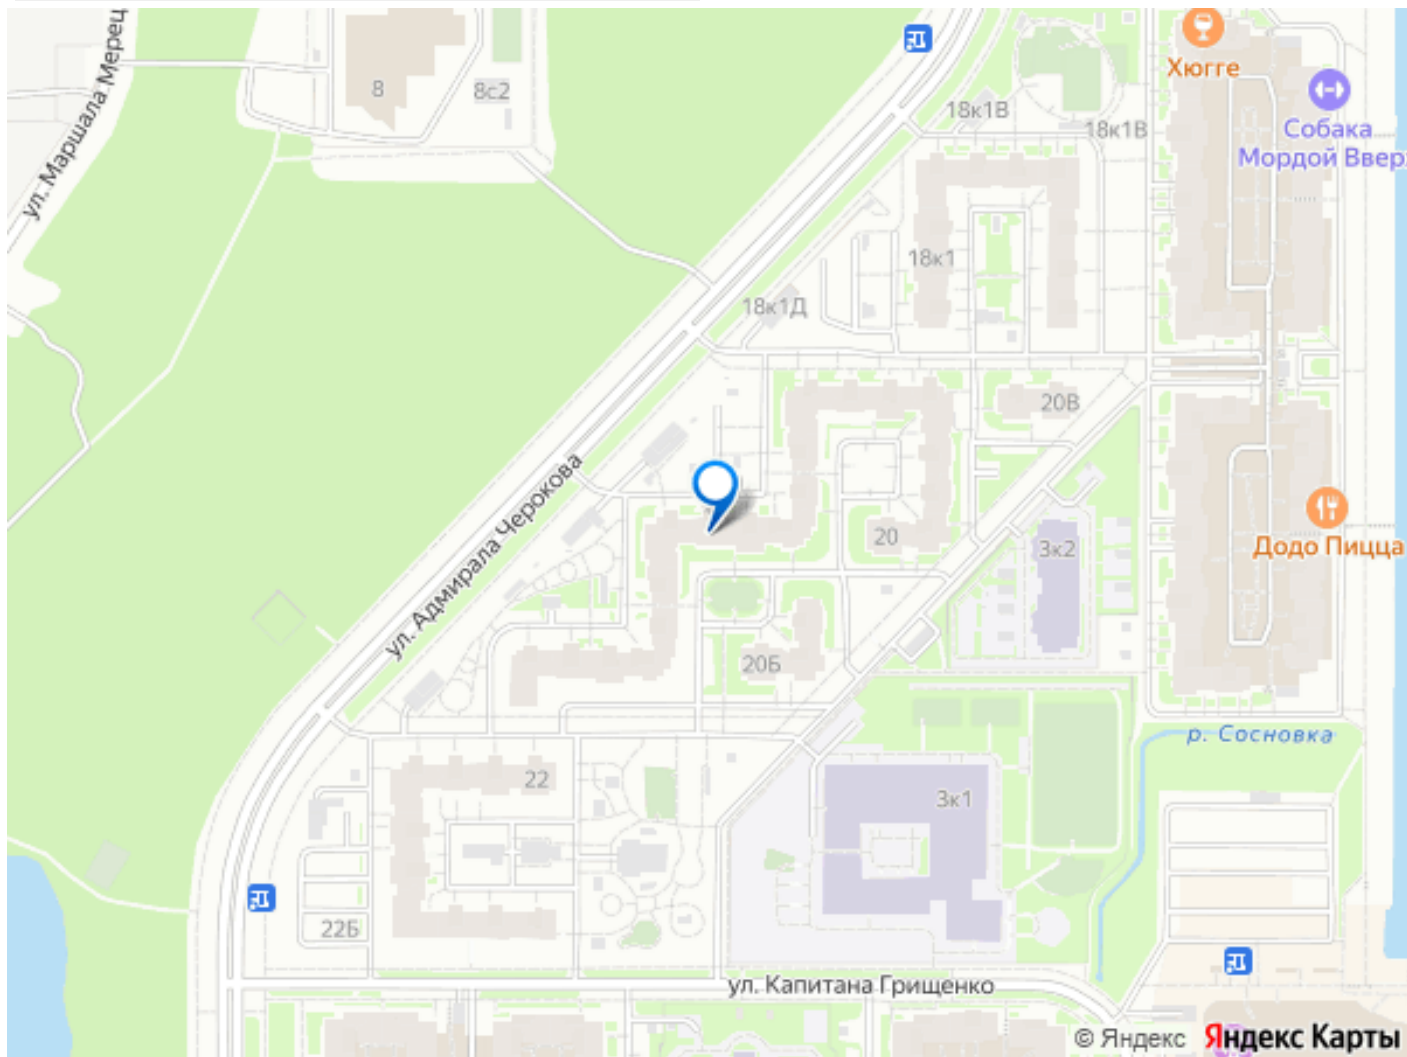 ул. Маршала Мерец
8
8с2
18к1В
18к1В
Хюгге
Собака
Мордой Вверх
18к1
18к1Д
20В
ул. Адмирала Черокова
20
3к2
Додо Пицца
20Б
р. Сосновка
22
3к1
22Б
ул. Капитана Грищенко
© Яндекс Яндекс Карты